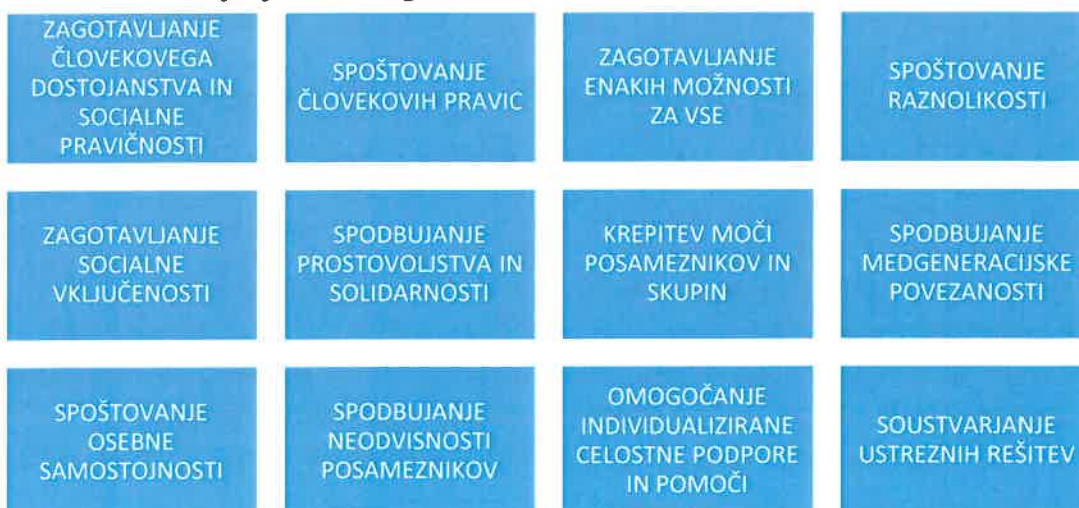 ZAGOTAVLJANJE
ČLOVEKOVEGA
DOSTOJANSTVA IN
SOCIALNE
PRAVIČNOSTI
SPOŠTOVANJE
ČLOVEKOVIH PRAVIC
ZAGOTAVLJANJE
ENAKIH MOŽNOSTI
ZA VSE
SPOŠTOVANJE
RAZNOLIKOSTI
ZAGOTAVLJANJE
SOCIALNE
VKLJUČENOSTI
SPODBUJANJE
PROSTOVOLJSTVA IN
SOLIDARNOSTI
KREPITEV MOČI
POSAMEZNIKOV IN
SKUPIN
SPODBUJANJE
MEDGENERACIJSKE
POVEZANOSTI
SPOŠTOVANJE
OSEBNE
SAMOSTOJNOSTI
SPODBUJANJE
NEODVISNOSTI
POSAMEZNIKOV
OMOGOČANJE
INDIVIDUALIZIRANE
CELOSTNE PODPORE
IN POMOČI
SOUSTVARJANJE
USTREZNIH REŠITEV